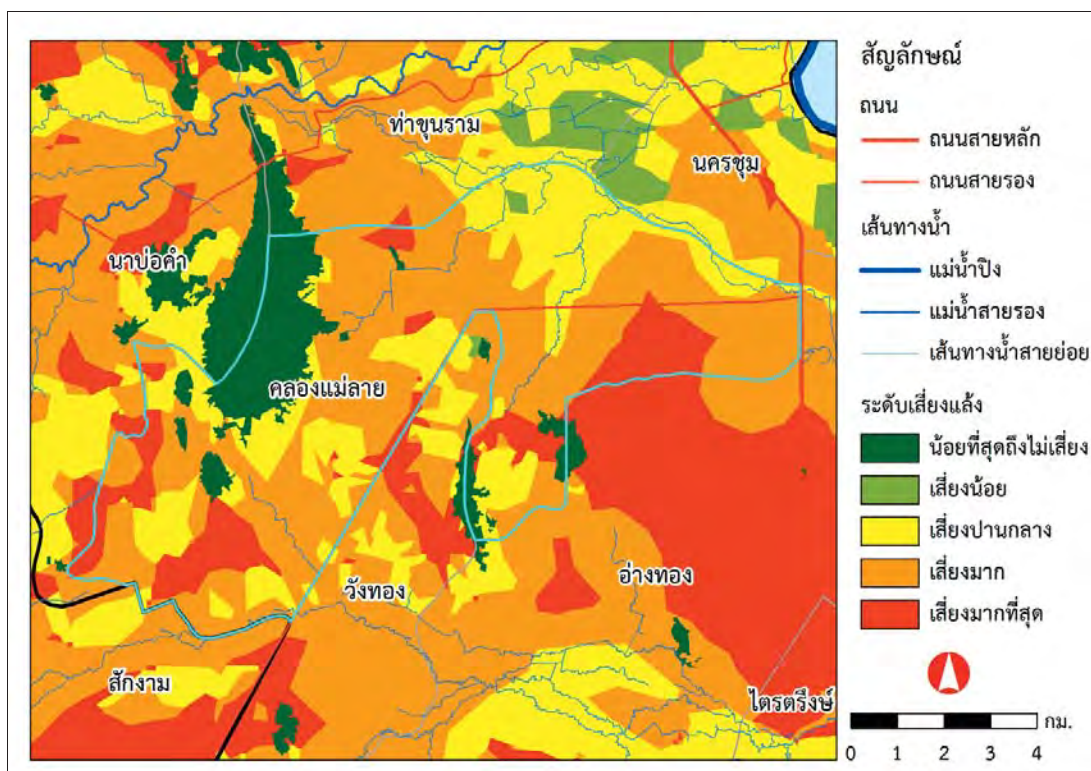 ท่าขุนราม
นครชุม
นาบ่อคำ
คลองแม่ลาย
วังทอง
อ่างทอง
สักงาม
ไตรตรึงษ์
สัญลักษณ์
ถนน
ถนนสายหลัก
ถนนสายรอง
เส้นทางน้ำ
แม่น้ำปิง
แม่น้ำสายรอง
เส้นทางน้ำสายย่อย
ระดับเสี่ยงแล้ง
น้อยที่สุดถึงไม่เสี่ยง
เสี่ยงน้อย
เสี่ยงปานกลาง
เสี่ยงมาก
เสี่ยงมากที่สุด
กม.
0 1 2 3 4